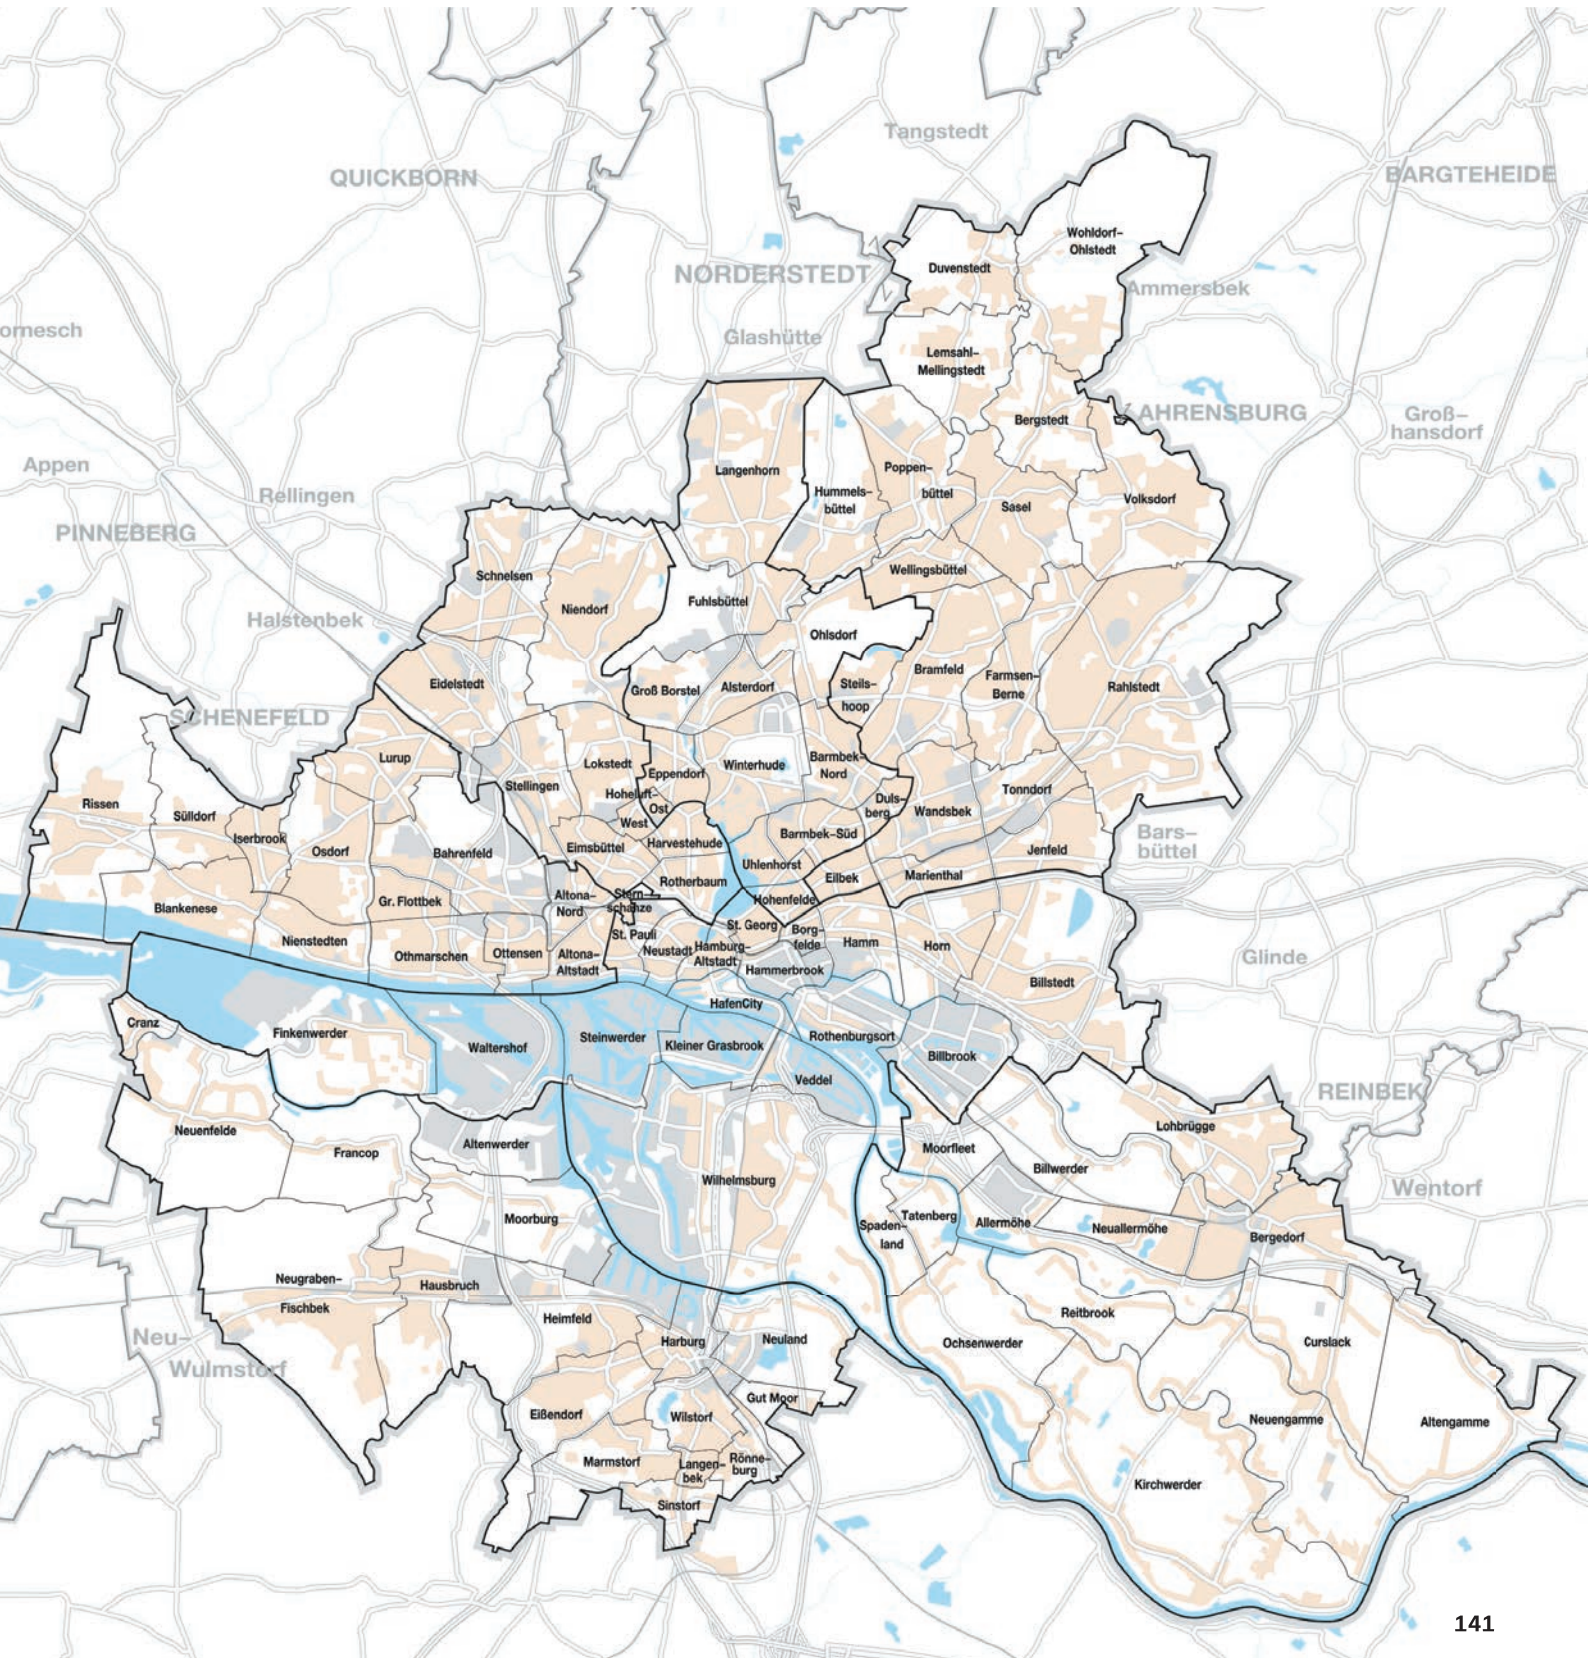 Tangstedt
BARGTEHEIDE
QUICKBORN
Wohldorf–
Ohlstedt
Duvenstedt
NORDERSTEDT
Ammersbek
ornesch
Glashütte
Lemsahl–
Mellingstedt
AHRENSBURG
Groß–
hansdorf
Bergstedt
Appen
Langenhorn
Poppen–
büttel
Hummels–
büttel
Rellingen
Volksdorf
Sasel
PINNEBERG
Schnelsen
Wellingsbüttel
Niendorf
Fuhlsbüttel
Halstenbek
Ohlsdorf
Bramfeld
Farmsen–
Berne
Eidelstedt
Groß Borstel
Alsterdorf
Steils–
hoop
Rahlstedt
SCHENEFELD
Lurup
Lokstedt
Eppendorf
Winterhude
Barmbek–
Nord
Stellingen
Hoheluft–
Ost
West
Duls–
berg
Wandsbek
Tonndorf
Rissen
Sülldorf
Iserbrook
Osdorf
Bahrenfeld
Eimsbüttel
Harvestehude
Barmbek–Süd
Jenfeld
Bars–
büttel
Uhlenhorst
Rotherbaum
Eilbek
Marienthal
Blankenese
Gr. Flottbek
Altona–
Nord
Stern–
schanze
Hohenfelde
Nienstedten
Othmarschen
Ottensen
Altona–
Altstadt
St. Pauli
Neustadt
Hamburg–
Altstadt
St. Georg
Borg–
felde
Hamm
Horn
Glinde
Hammerbrook
Billstedt
HafenCity
Cranz
Finkenwerder
Waltershof
Steinwerder
Kleiner Grasbrook
Rothenburgsort
Billbrook
Veddel
REINBEK
Neuenfelde
Francop
Altenwerder
Lohbrügge
Moorfleet
Billwerder
Wilhelmsburg
Wentorf
Moorburg
Spaden–
land
Tatenberg
Allermöhe
Neuallermöhe
Bergedorf
Neugraben–
Fischbek
Hausbruch
Heimfeld
Reitbrook
Neu–
Wulmstorf
Harburg
Neuland
Ochsenwerder
Curslack
Gut Moor
Eißendorf
Wilstorf
Neuengamme
Altengamme
Marmstorf
Langen–
bek
Rönne–
burg
Kirchwerder
Sinstorf
141